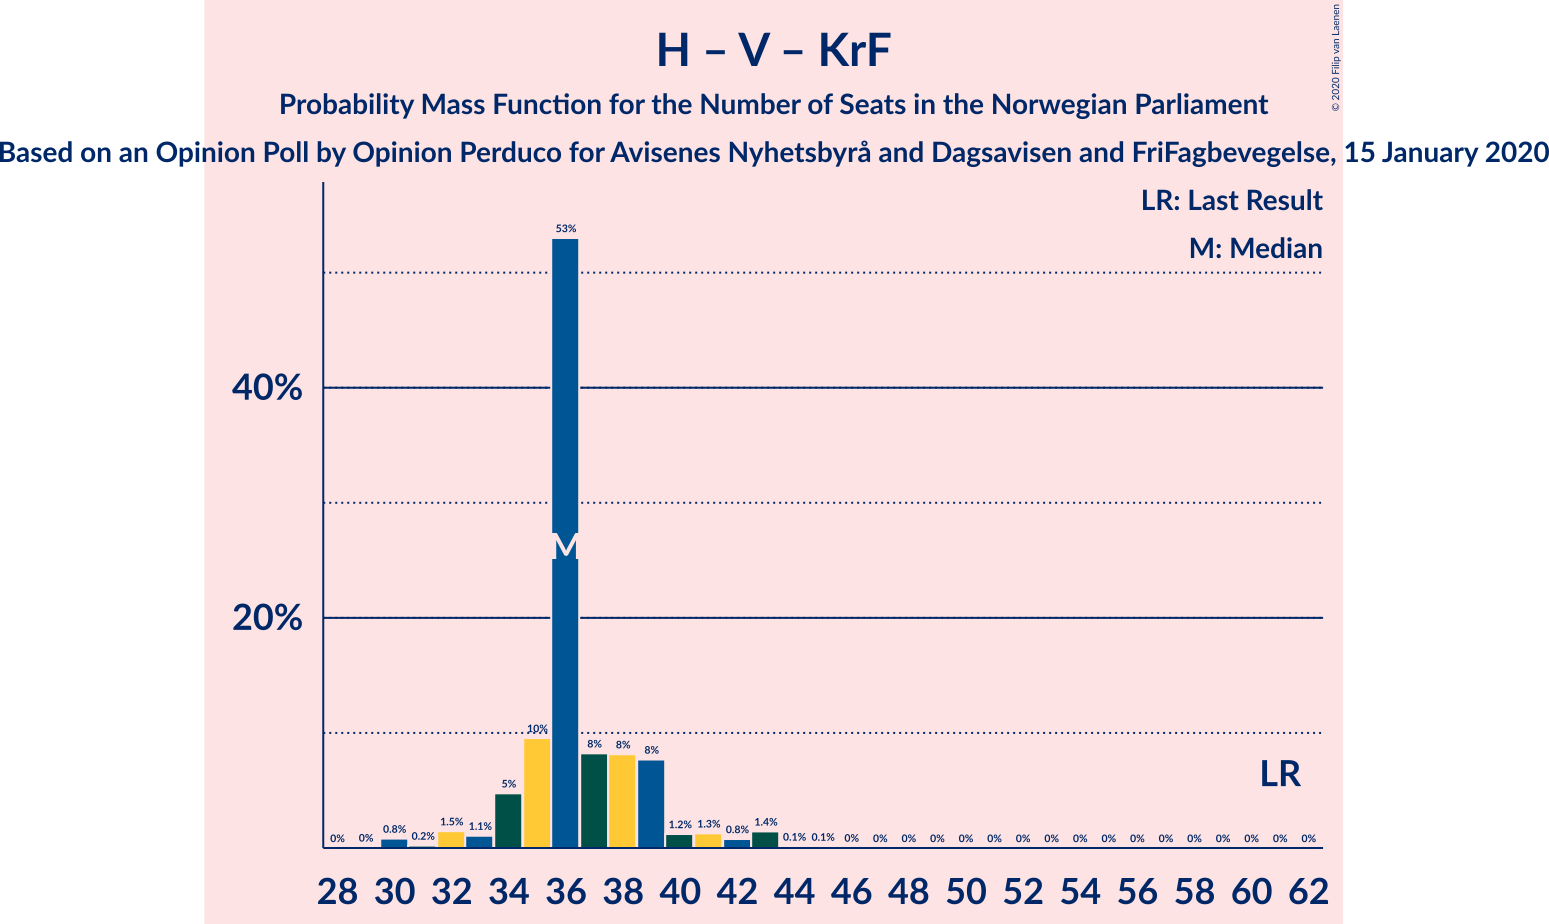 H – V – KrF
Probability Mass Function for the Number of Seats in the Norwegian Parliament
Based on an Opinion Poll by Opinion Perduco for Avisenes Nyhetsbyrå and Dagsavisen and FriFagbevegelse, 15 January 2020
© 2020 Filip van Laenen
LR: Last Result
M: Median
53%
40%
M
20%
10%
8% 8% 8%
5%
LR
0% 0% 0.8% 0.2% 1.5% 1.1% 1.2% 1.3% 0.8% 1.4% 0.1% 0.1% 0% 0% 0% 0% 0% 0% 0% 0% 0% 0% 0% 0% 0% 0% 0% 0% 0%
28 30 32 34 36 38 40 42 44 46 48 50 52 54 56 58 60 62